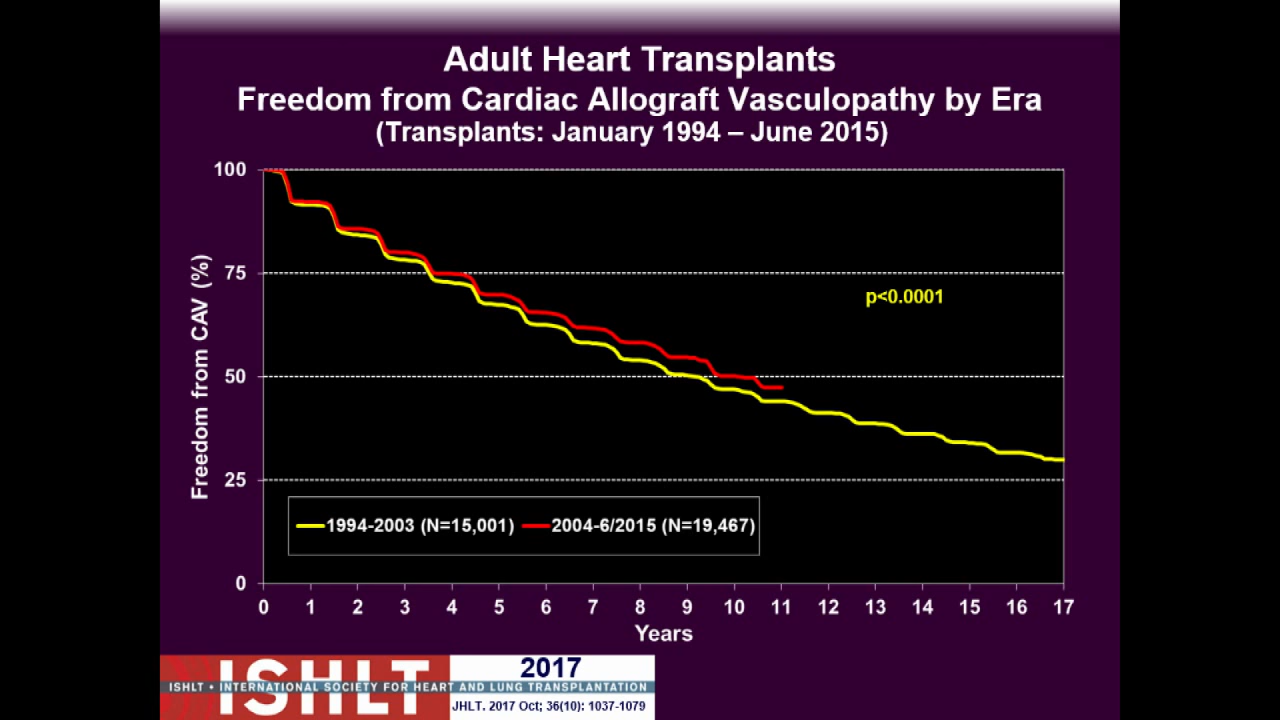 Adult Heart Transplants
Freedom from Cardiac Allograft Vasculopathy by Era
(Transplants: January 1994 – June 2015)
Freedom from CAV (%)
100
75
50
25
0
p<0.0001
1994-2003 (N=15,001) 2004-6/2015 (N=19,467)
0 1 2 3 4 5 6 7 8 9 10 11 12 13 14 15 16 17
Years
ISHLT
2017
ISHLT • INTERNATIONAL SOCIETY FOR HEART AND LUNG TRANSPLANTATION
JHLT. 2017 Oct; 36(10): 1037-1079